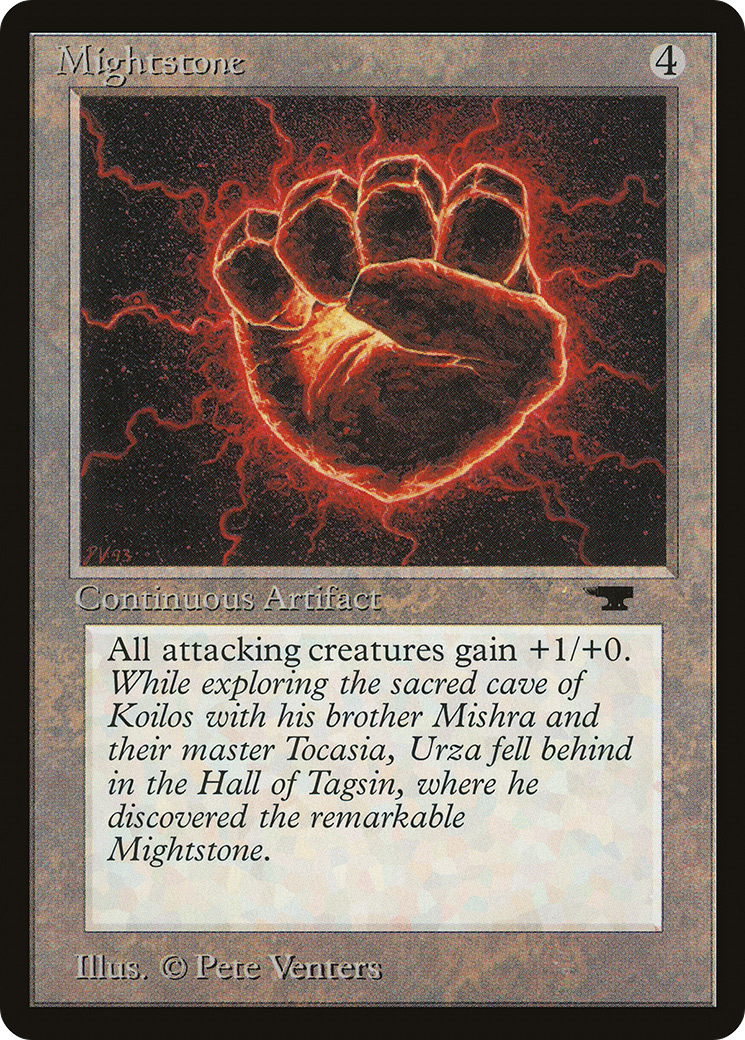 Mightstone
4
PV93
Continuous Artifact
All attacking creatures gain +1/+0.
While exploring the sacred cave of
Koilos with his brother Mishra and
their master Tocasia, Urza fell behind
in the Hall of Tagsin, where he
discovered the remarkable
Mightstone.
Illus. © Pete Venters